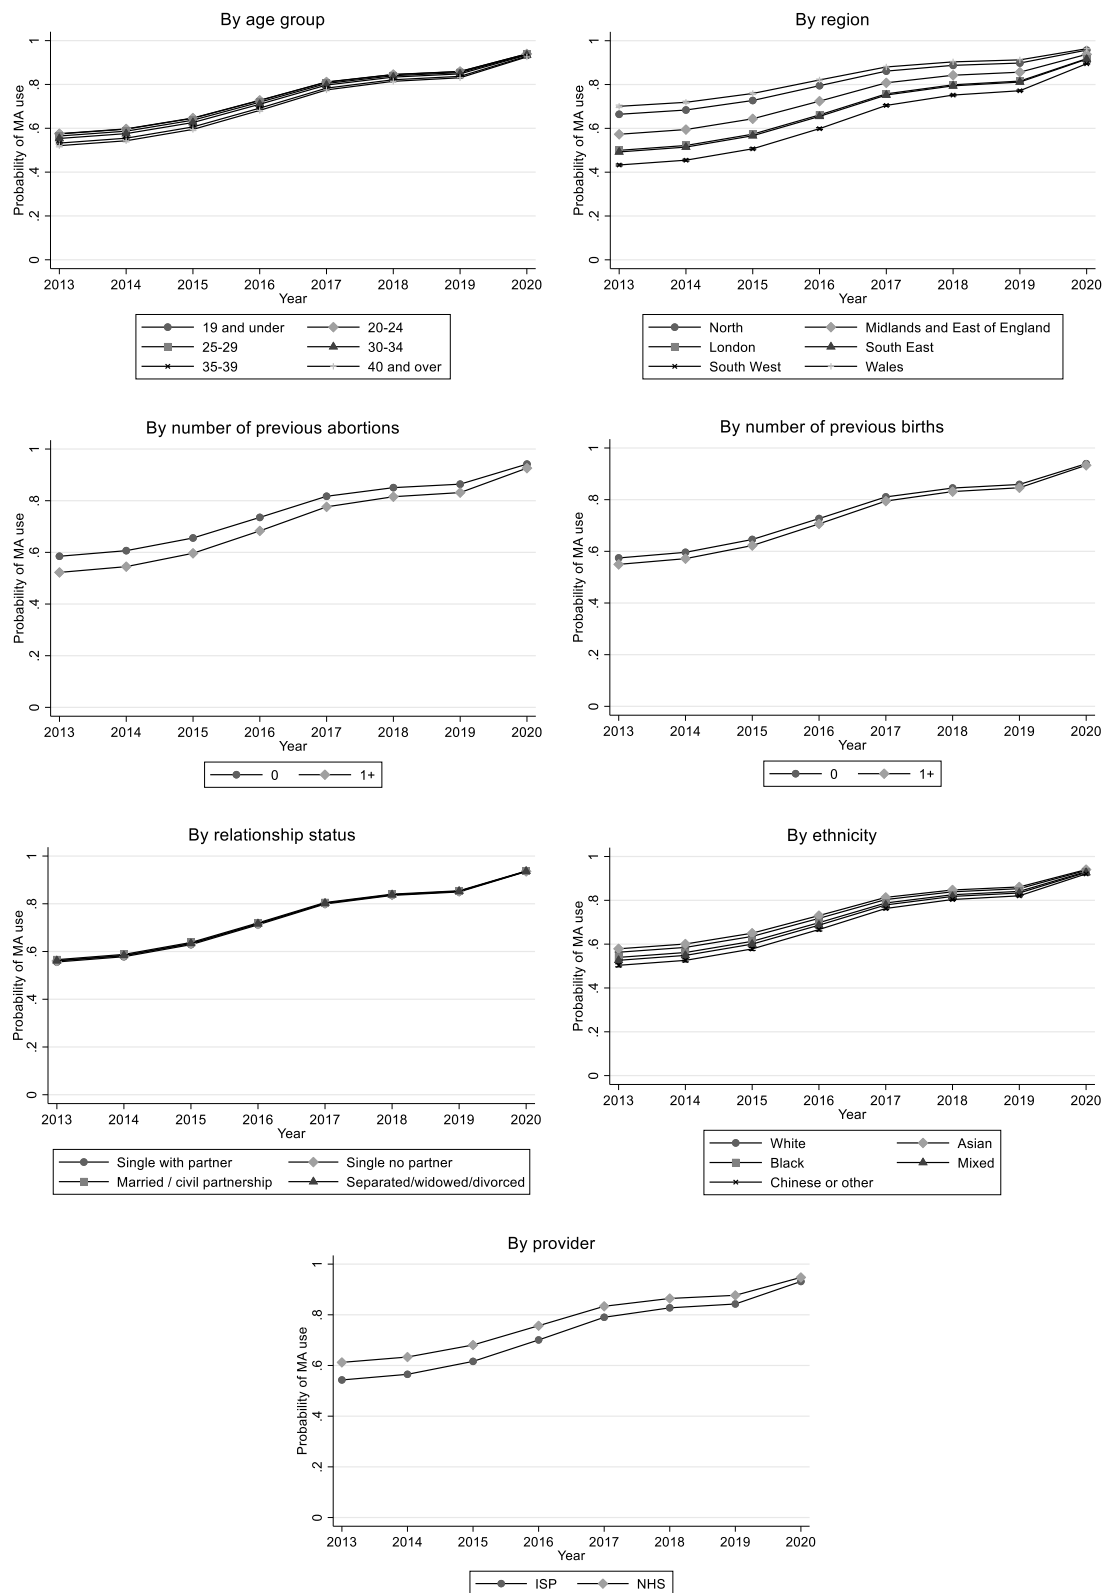 By age group
Probability of MA use
0 .2 .4 .6 .8 1
2013 2014 2015 2016 2017 2018 2019 2020
Year
19 and under 20-24
25-29 30-34
35-39 40 and over
By region
Probability of MA use
0 .2 .4 .6 .8 1
2013 2014 2015 2016 2017 2018 2019 2020
Year
North Midlands and East of England
London South East
South West Wales
By number of previous abortions
Probability of MA use
0 .2 .4 .6 .8 1
2013 2014 2015 2016 2017 2018 2019 2020
Year
0 1+
By number of previous births
Probability of MA use
0 .2 .4 .6 .8 1
2013 2014 2015 2016 2017 2018 2019 2020
Year
0 1+
By relationship status
Probability of MA use
0 .2 .4 .6 .8 1
2013 2014 2015 2016 2017 2018 2019 2020
Year
Single with partner Single no partner
Married / civil partnership Separated/widowed/divorced
By ethnicity
Probability of MA use
0 .2 .4 .6 .8 1
2013 2014 2015 2016 2017 2018 2019 2020
Year
White Asian
Black Mixed
Chinese or other
By provider
Probability of MA use
0 .2 .4 .6 .8 1
2013 2014 2015 2016 2017 2018 2019 2020
Year
ISP NHS